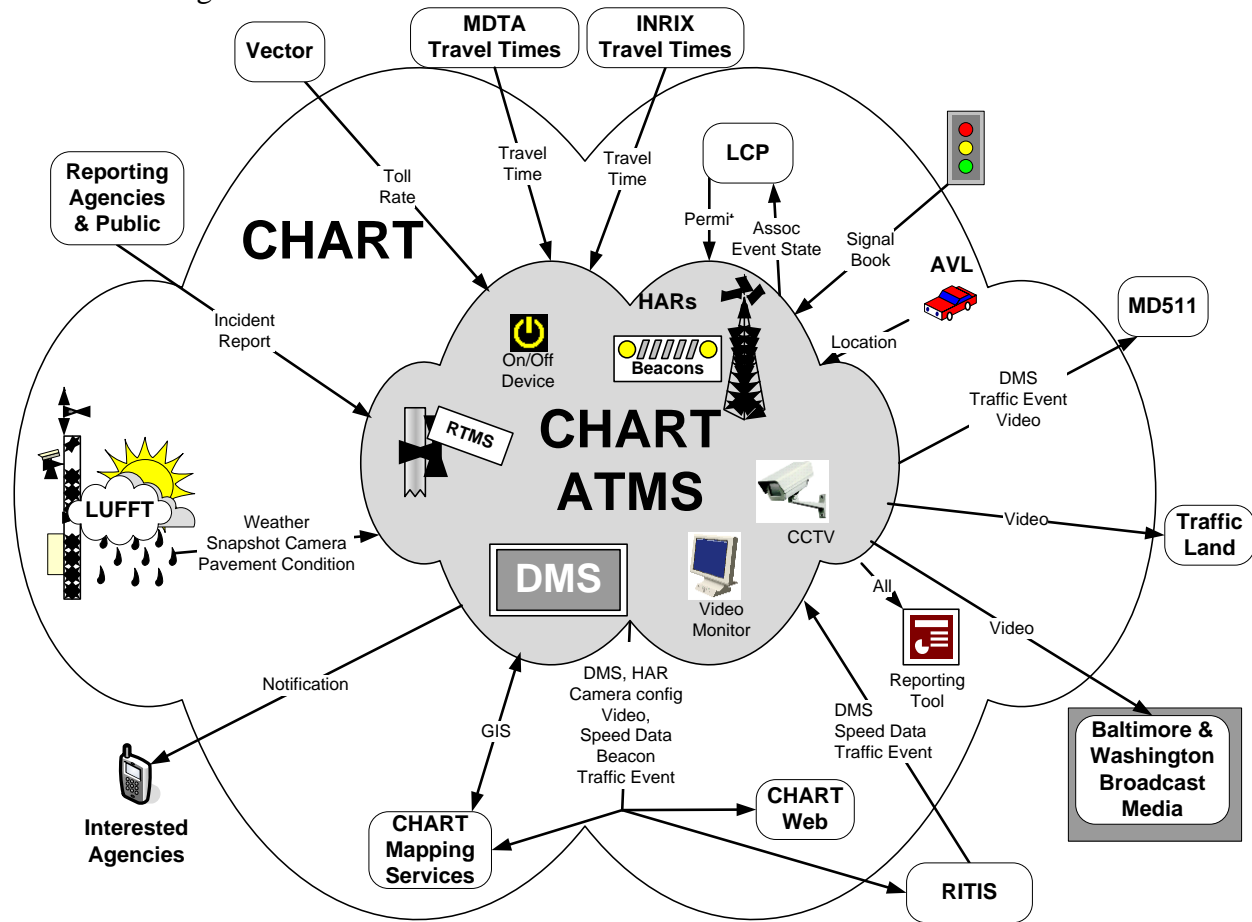 MDTA
Travel Times
INRIX
Travel Times
Vector
LCP
Reporting
Agencies
& Public
Travel
Time
Travel
Time
Toll
Rate
CHART
Assoc
Event State
Signal
Book
AVL
MD511
HARs
Incident
Report
On/Off
Device
Beacons
Location
RTMS
CHART
ATMS
DMS
Traffic Event
Video
LUFFT
Weather
Snapshot Camera
Pavement Condition
CCTV
Video
Traffic
Land
DMS
Video
Monitor
All
Reporting
Tool
Video
Notification
GIS
DMS, HAR
Camera config
Video,
Speed Data
Beacon
Traffic Event
DMS
Speed Data
Traffic Event
Baltimore &
Washington
Broadcast
Media
Interested
Agencies
CHART
Mapping
Services
CHART
Web
RITIS